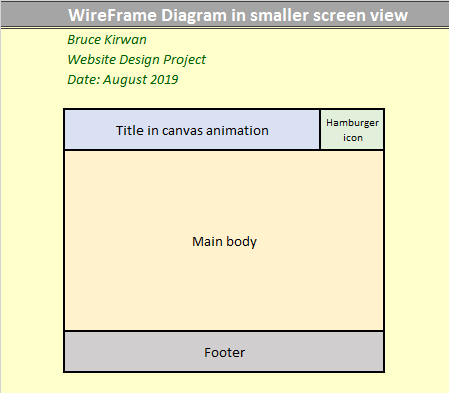 WireFrame Diagram in smaller screen view
Bruce Kirwan
Website Design Project
Date: August 2019
Title in canvas animation
Hamburger
icon
Main body
Footer